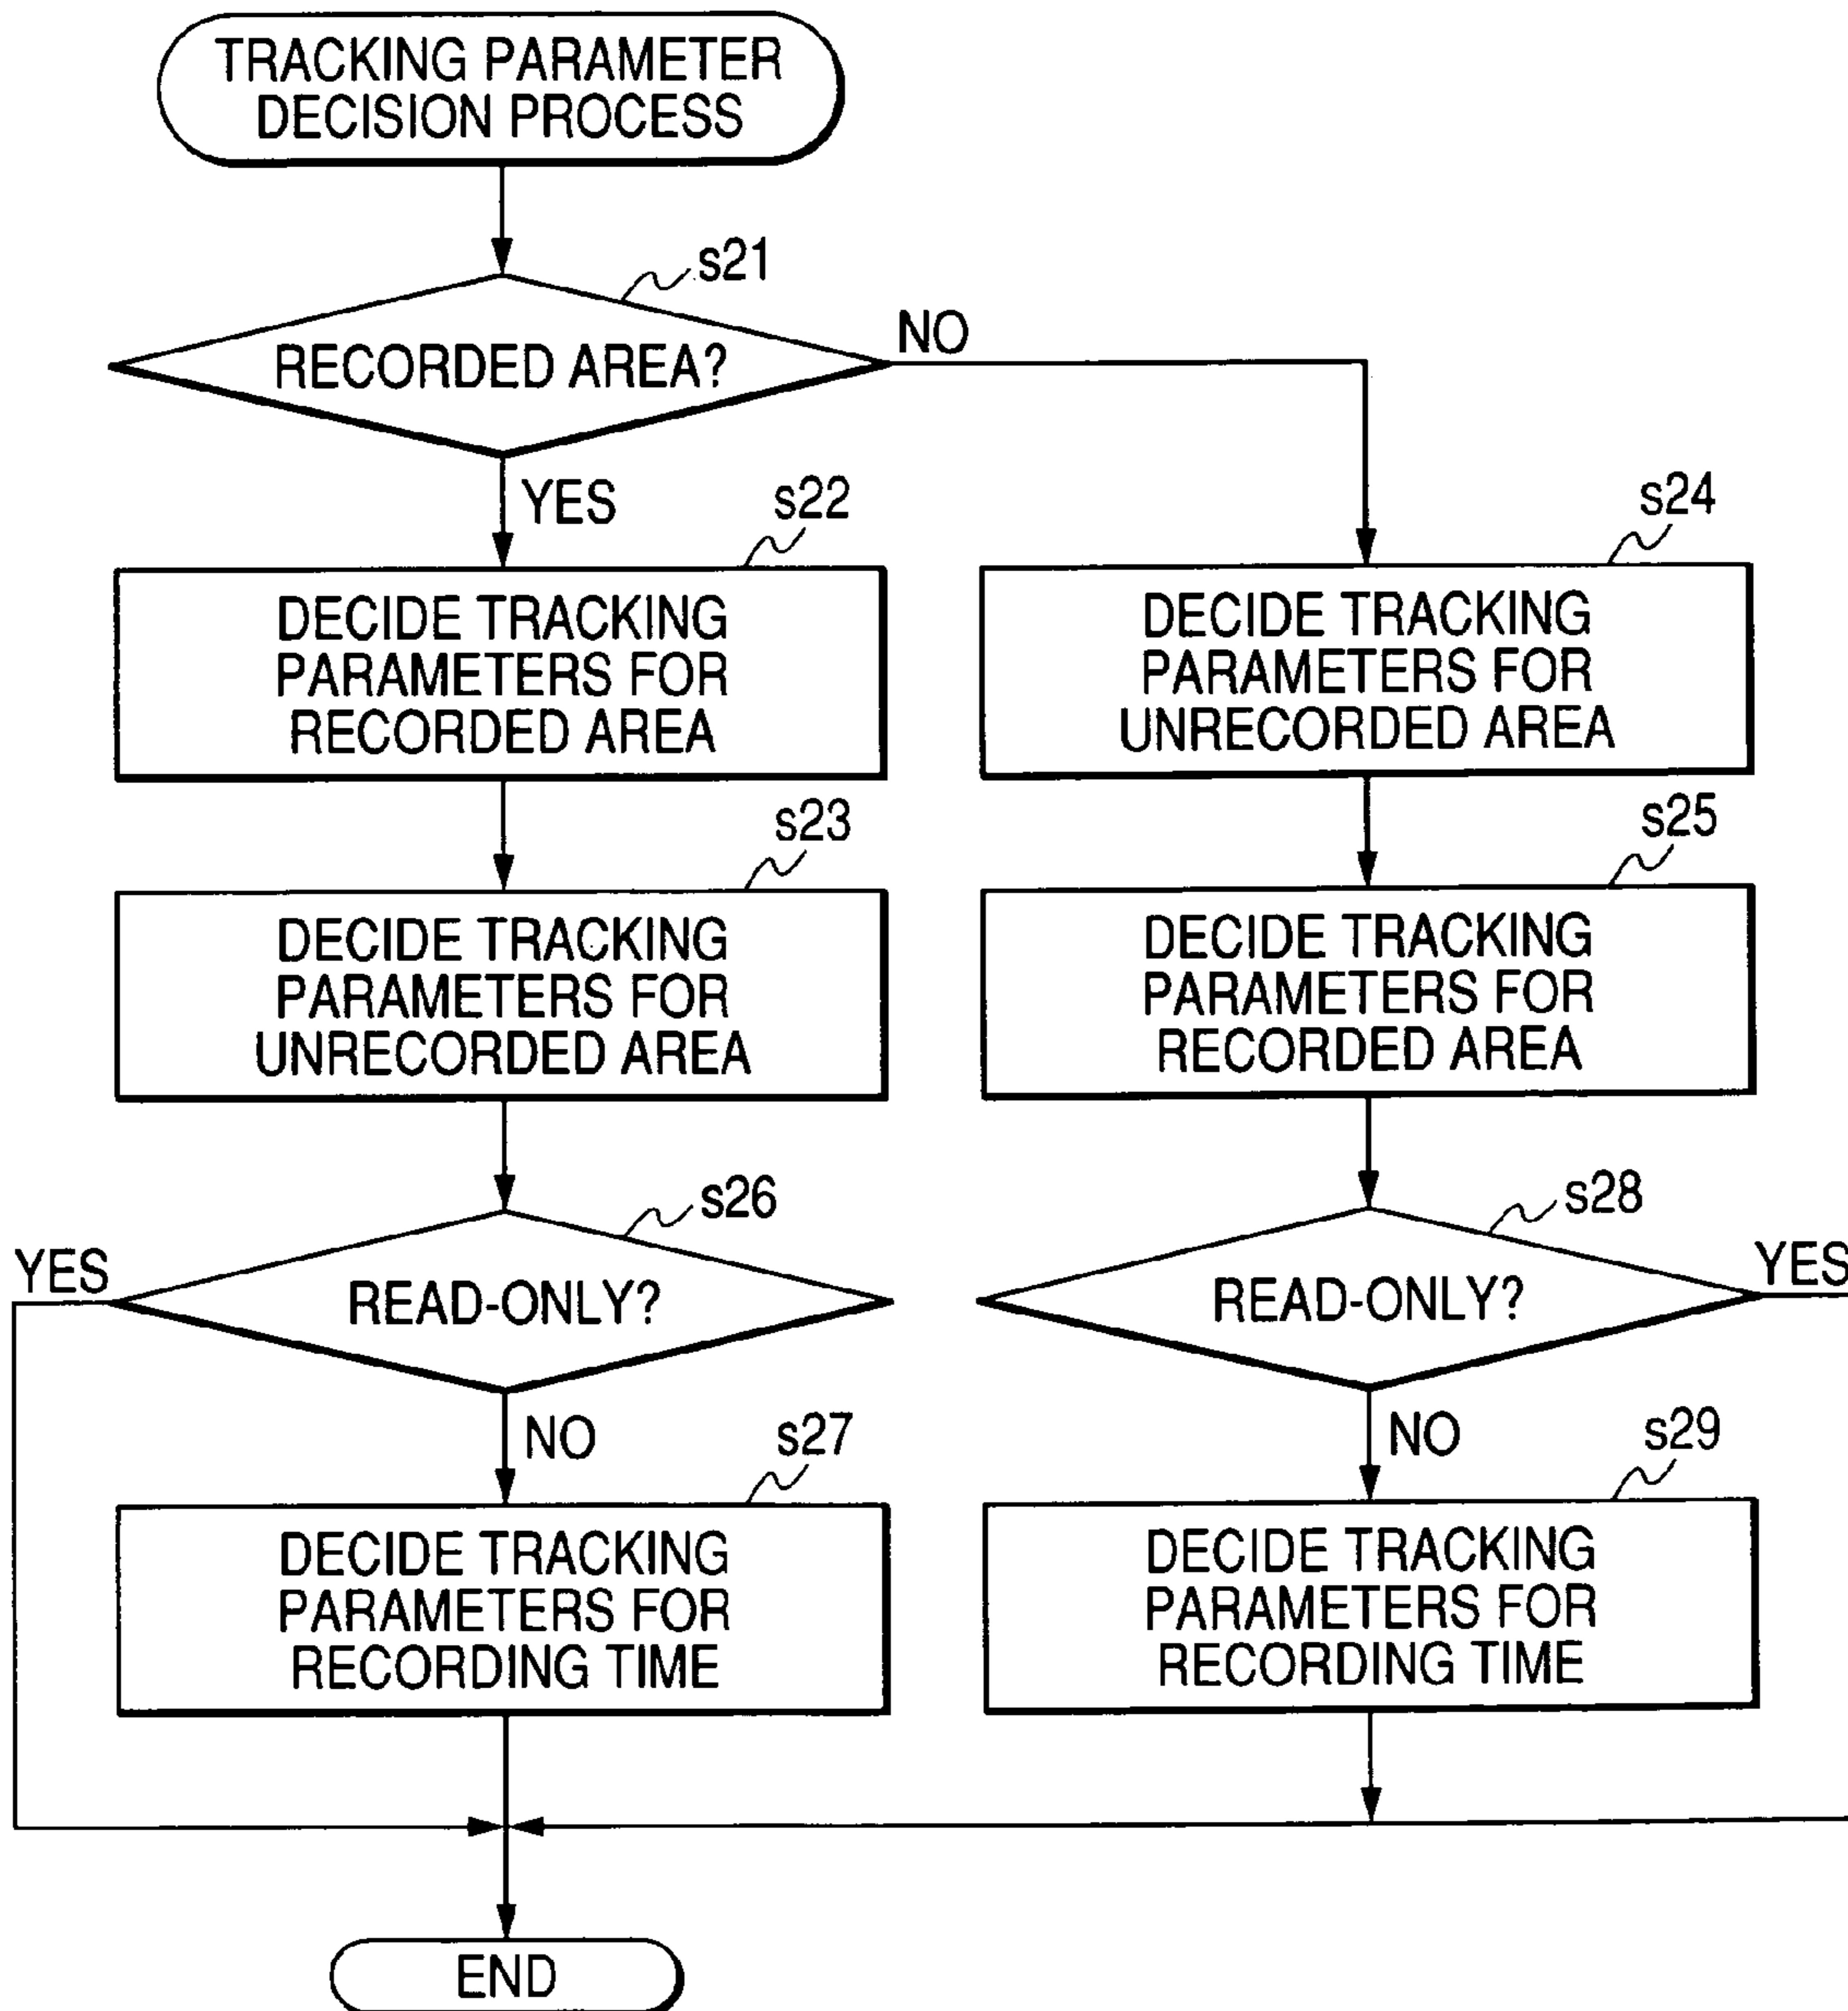 TRACKING PARAMETER
DECISION PROCESS
s21
RECORDED AREA?
NO
YES
s22
DECIDE TRACKING
PARAMETERS FOR
RECORDED AREA
s24
DECIDE TRACKING
PARAMETERS FOR
UNRECORDED AREA
s23
DECIDE TRACKING
PARAMETERS FOR
UNRECORDED AREA
s25
DECIDE TRACKING
PARAMETERS FOR
RECORDED AREA
s26
YES
READ-ONLY?
NO
s28
READ-ONLY?
YES
NO
s27
DECIDE TRACKING
PARAMETERS FOR
RECORDING TIME
s29
DECIDE TRACKING
PARAMETERS FOR
RECORDING TIME
END